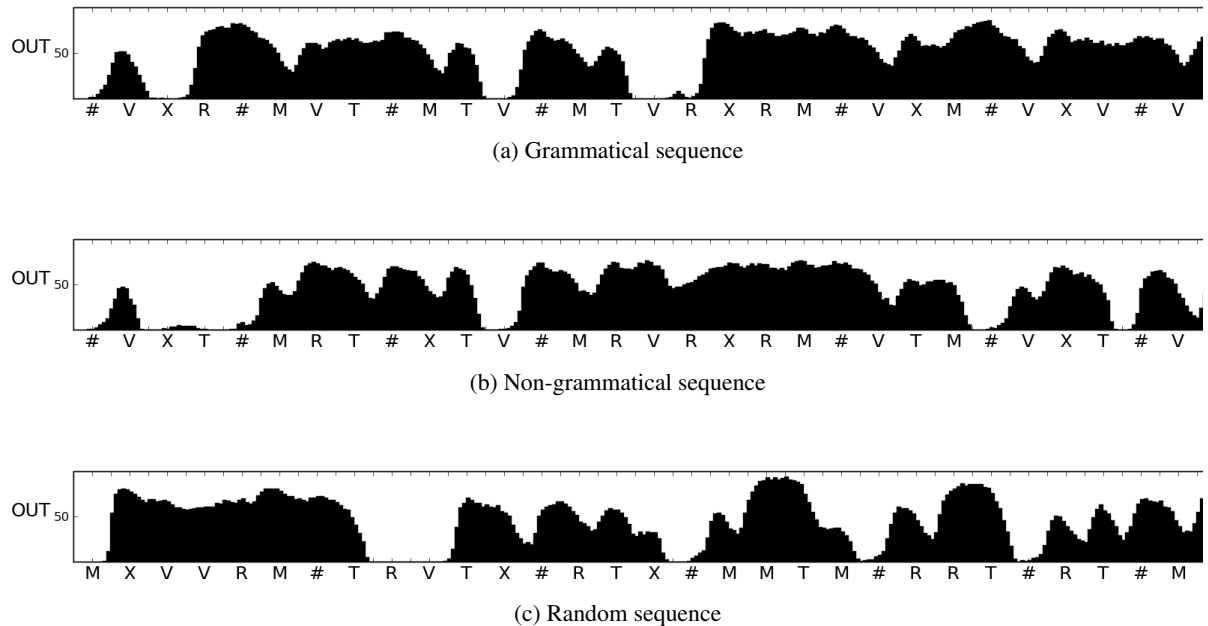 OUT 50
# V X R # M V T # M T V # M T V R X R M # V X M # V X V # V
(a) Grammatical sequence
OUT 50
# V X T # M R T # X T V # M R V R X R M # V T M # V X T # V
(b) Non-grammatical sequence
OUT 50
M X V V R M # T R V T X # R T X # M M T M # R R T # R T # M
(c) Random sequence